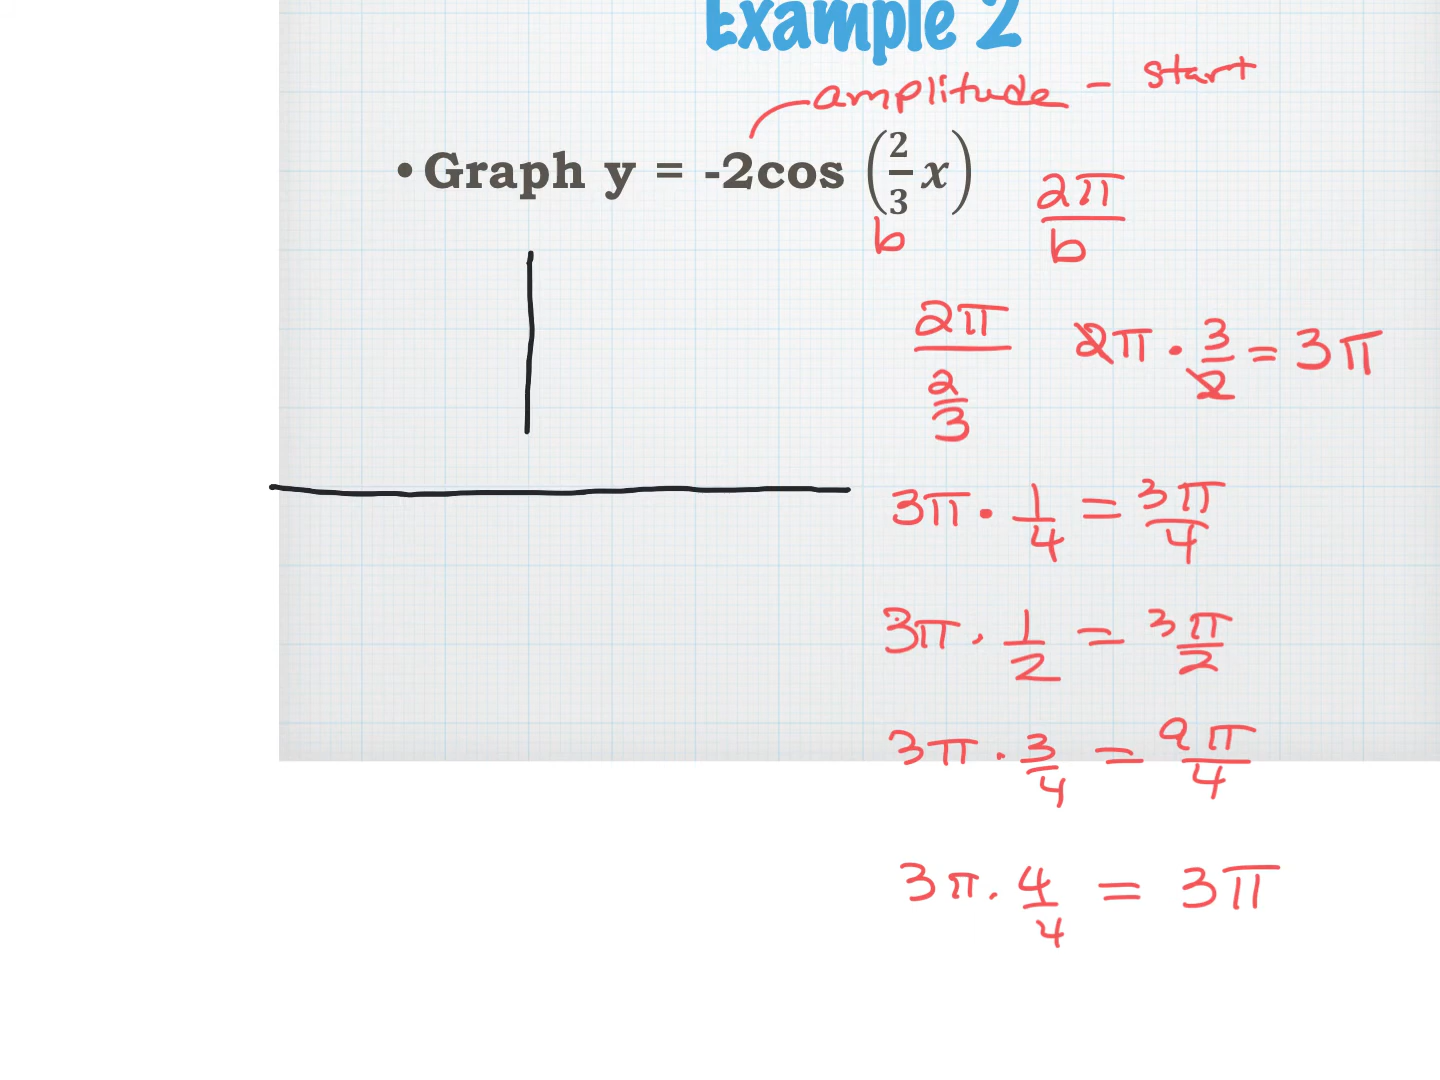 Example 2
amplitude - start
• Graph y = -2cos (2/3 x)
b
2π/b
2π/(2/3) 2π · 3/2 = 3π
3π · 1/4 = 3π/4
3π · 1/2 = 3π/2
3π · 3/4 = 9π/4
3π · 4/4 = 3π